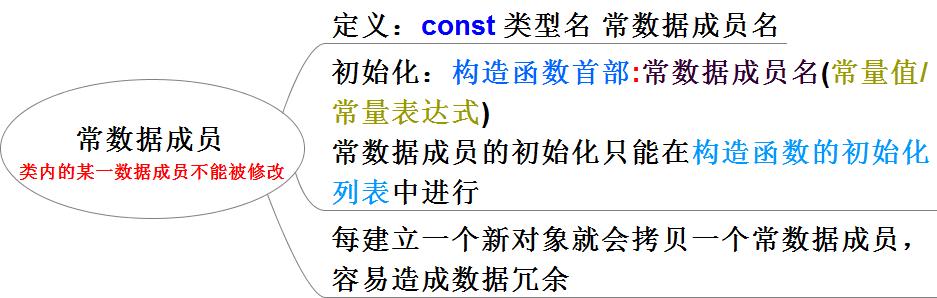 常数据成员
类内的某一数据成员不能被修改
定义：const 类型名 常数据成员名
初始化：构造函数首部:常数据成员名(常量值/
常量表达式)
常数据成员的初始化只能在构造函数的初始化
列表中进行
每建立一个新对象就会拷贝一个常数据成员，
容易造成数据冗余